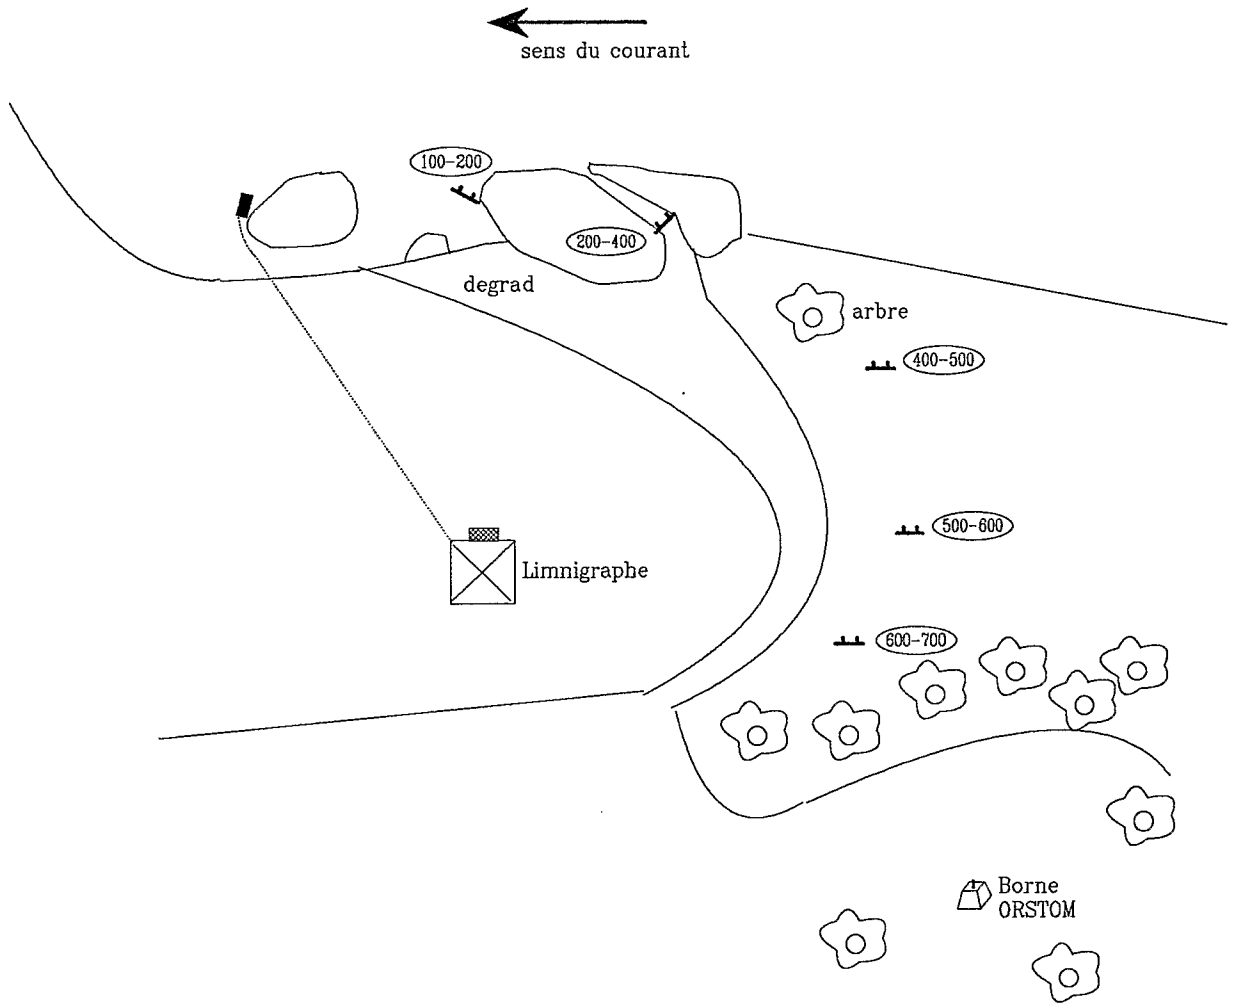 sens du courant
100-200
200-400
degrad
arbre
400-500
500-600
Limnigraphe
600-700
Borne
ORSTOM